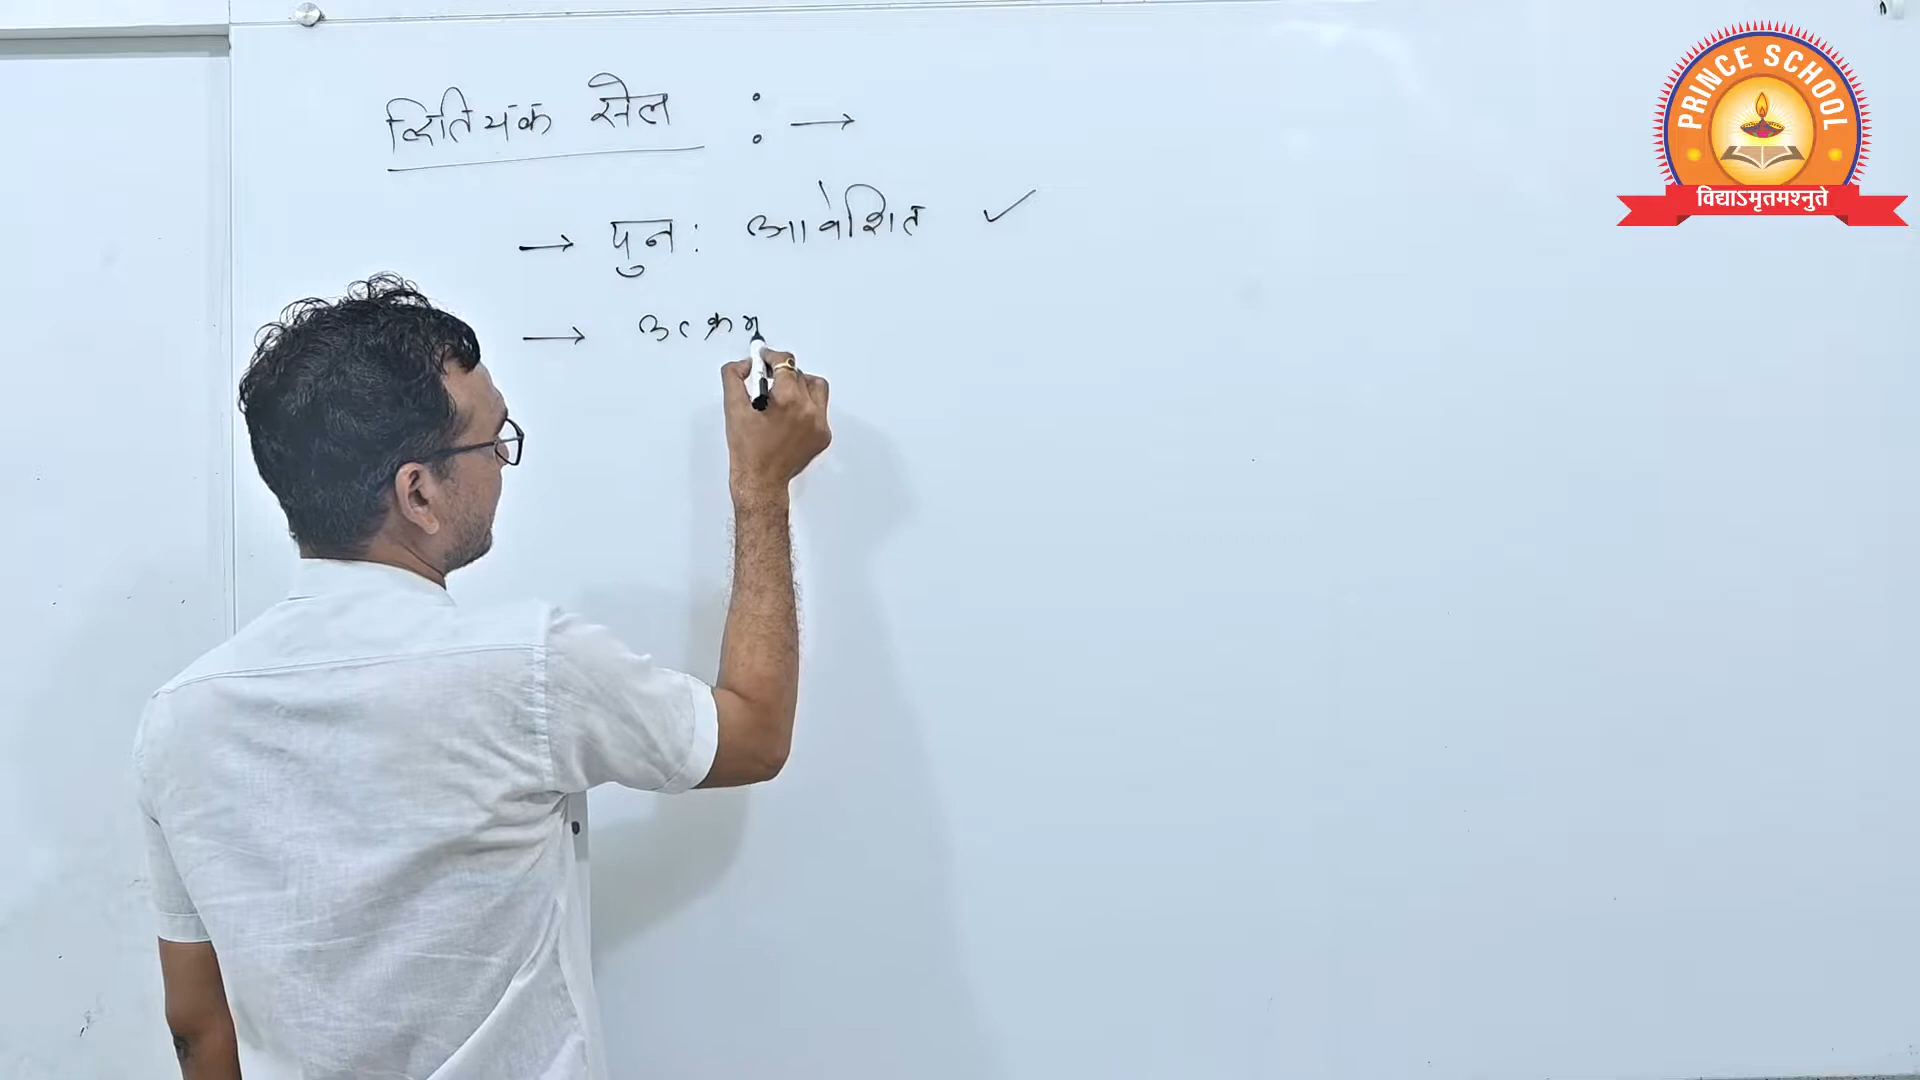 द्वितियक सेल : →
→ पुन: आवेशित ✓
→ उत्क्रम
PRINCE SCHOOL
विद्याऽमृतमश्नुते